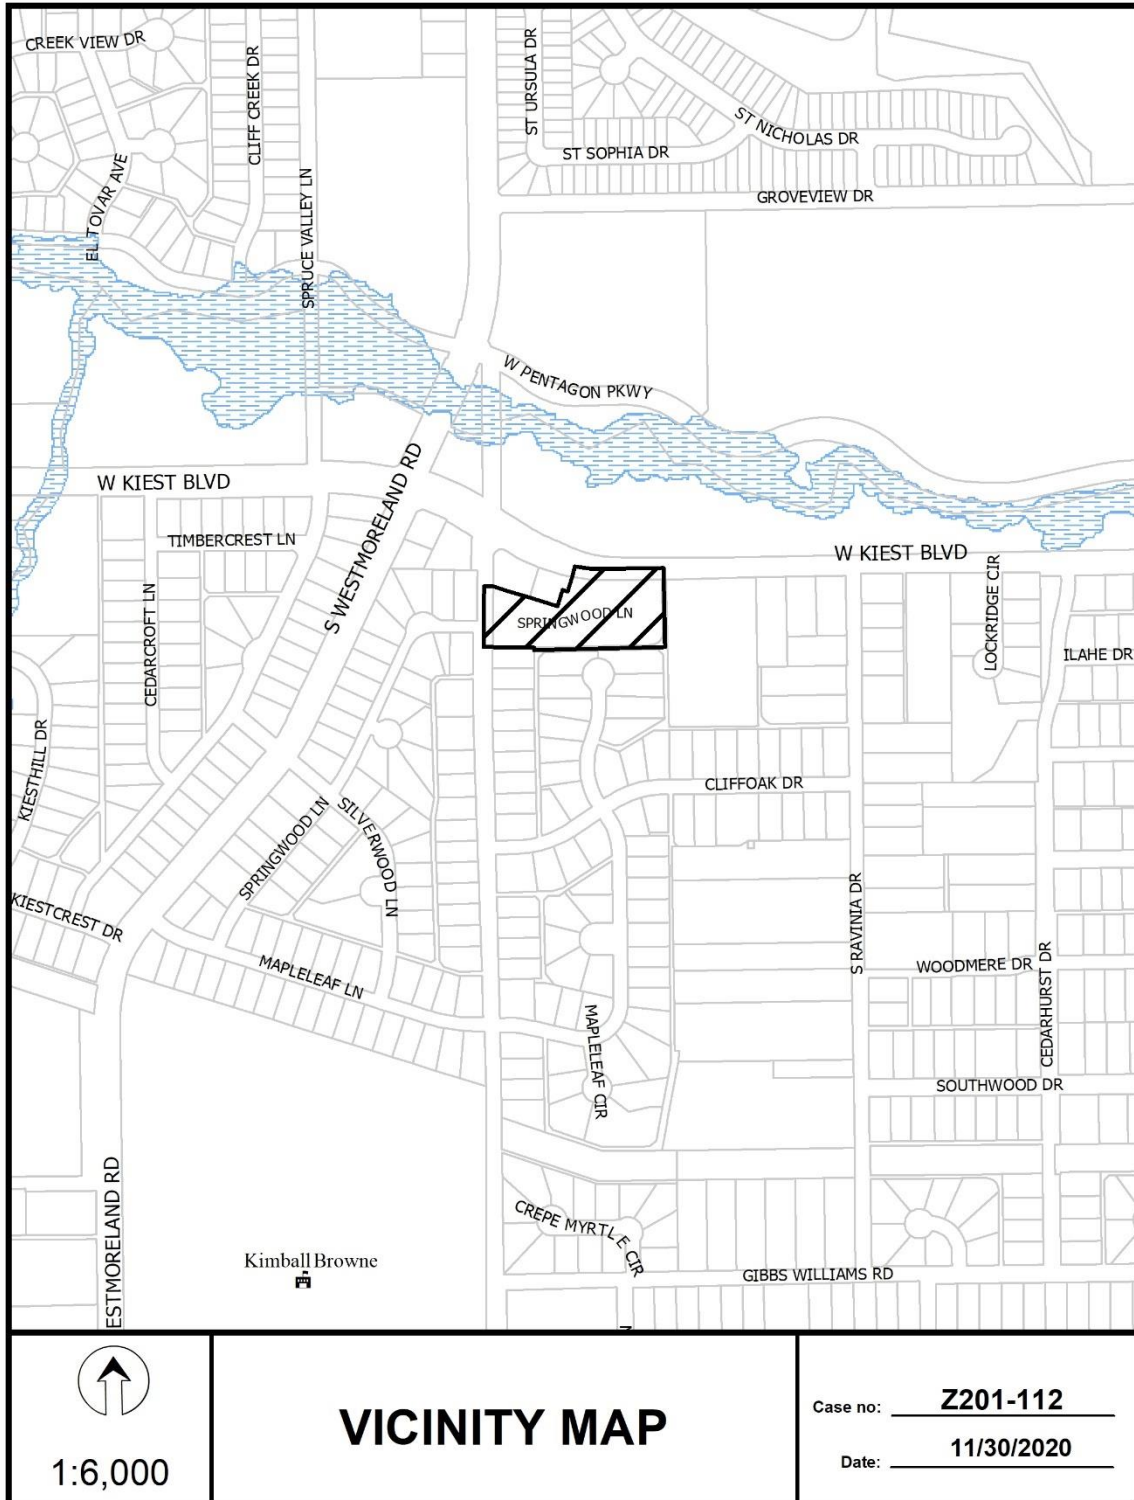 CREEK VIEW DR
CLIFF CREEK DR
ST URSULA DR
ST NICHOLAS DR
ST SOPHIA DR
GROVEVIEW DR
EL TOVAR AVE
SPRUCE VALLEY LN
W PENTAGON PKWY
W KIEST BLVD
S WESTMORELAND RD
TIMBERCREST LN
W KIEST BLVD
LOCKRIDGE CIR
SPRINGWOOD LN
CEDARCROFT LN
ILAHE DR
KIESTHILL DR
CLIFFOAK DR
SPRINGWOOD LN
SILVERWOOD LN
KIESTCREST DR
S RAVINIA DR
MAPLELEAF LN
WOODMERE DR
CEDARHURST DR
MAPLELEAF CIR
SOUTHWOOD DR
ESTMORELAND RD
CREPE MYRTLE CIR
Kimball Browne
GIBBS WILLIAMS RD
1:6,000
VICINITY MAP
Case no: Z201-112
Date: 11/30/2020